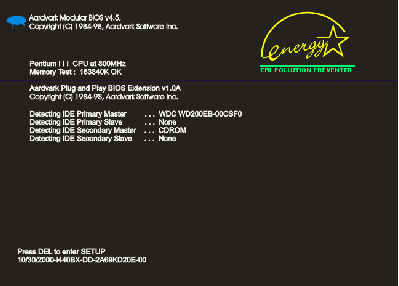 Aardvark Modular BIOS v4.5,
Copyright (C) 1984-98, Aardvark Software Inc.
energy
EPA POLLUTION PREVENTER
Pentium III CPU at 800MHz
Memory Test : 163840K OK
Aardvark Plug and Play BIOS Extension v1.0A
Copyright (C) 1984-98, Aardvark Software Inc.
Detecting IDE Primary Master ... WDC WD200EB-00CSF0
Detecting IDE Primary Slave ... None
Detecting IDE Secondary Master ... CDROM
Detecting IDE Secondary Slave ... None
Press DEL to enter SETUP
10/30/2000-I440BX-DD-2A69KD20E-00